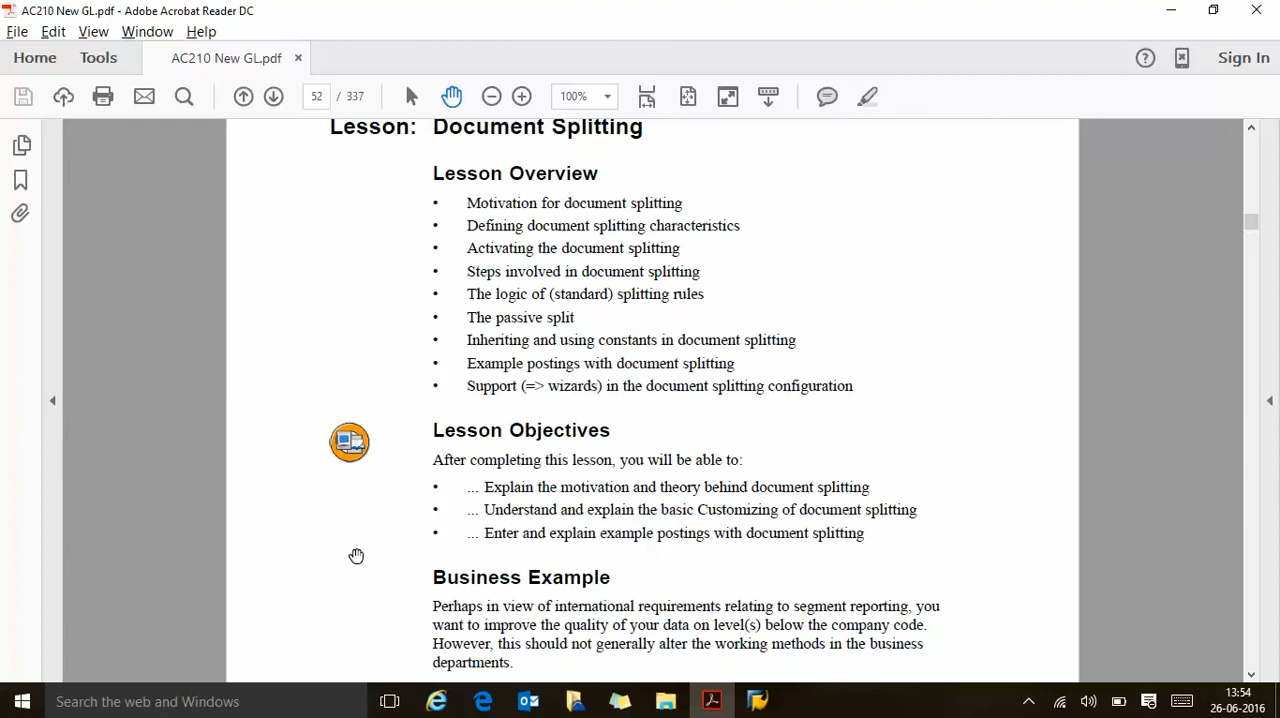 AC210 New GL.pdf - Adobe Acrobat Reader DC
File Edit View Window Help
Home Tools AC210 New GL.pdf × Sign In
52 / 337 100%
Lesson: Document Splitting
Lesson Overview
• Motivation for document splitting
• Defining document splitting characteristics
• Activating the document splitting
• Steps involved in document splitting
• The logic of (standard) splitting rules
• The passive split
• Inheriting and using constants in document splitting
• Example postings with document splitting
• Support (=> wizards) in the document splitting configuration
Lesson Objectives
After completing this lesson, you will be able to:
• ... Explain the motivation and theory behind document splitting
• ... Understand and explain the basic Customizing of document splitting
• ... Enter and explain example postings with document splitting
Business Example
Perhaps in view of international requirements relating to segment reporting, you
want to improve the quality of your data on level(s) below the company code.
However, this should not generally alter the working methods in the business
departments.
Search the web and Windows
13:54
26-06-2016